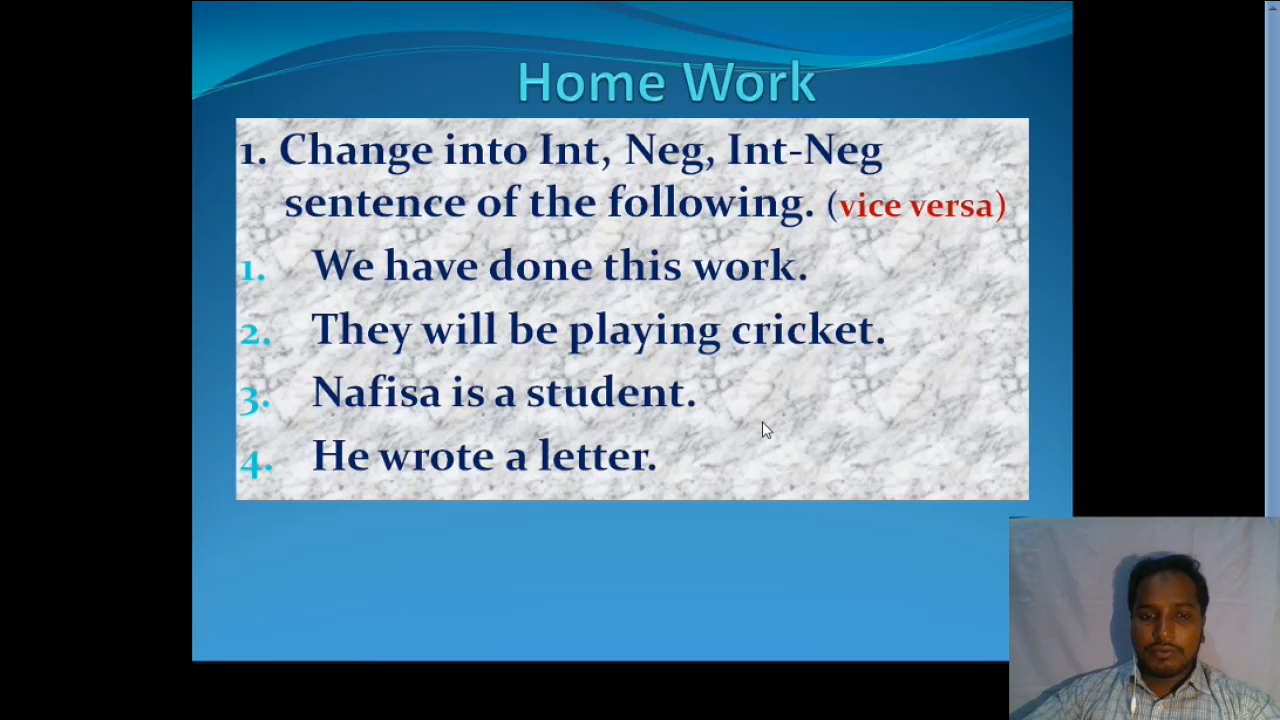 Home Work
1. Change into Int, Neg, Int-Neg
sentence of the following. (vice versa)
1. We have done this work.
2. They will be playing cricket.
3. Nafisa is a student.
4. He wrote a letter.